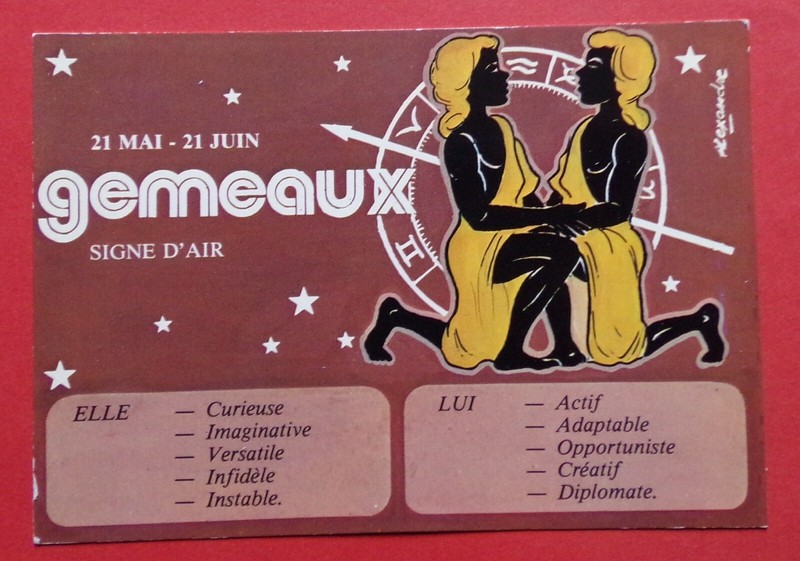 21 MAI - 21 JUIN
gemeaux
SIGNE D'AIR
Alexandre
ELLE — Curieuse
— Imaginative
— Versatile
— Infidèle
— Instable.
LUI — Actif
— Adaptable
— Opportuniste
— Créatif
— Diplomate.